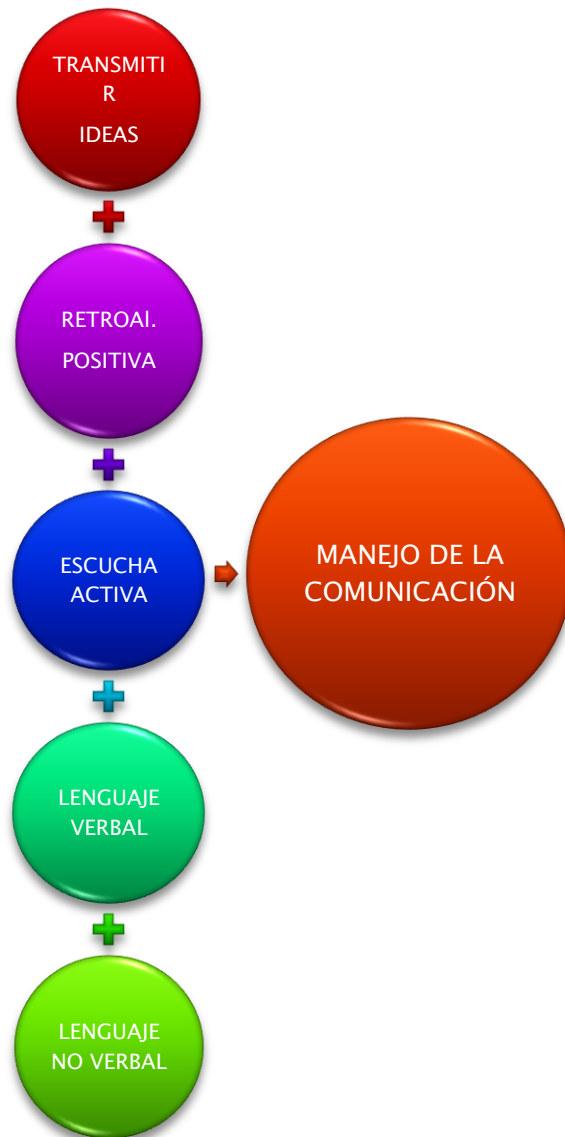 TRANSMITI
R
IDEAS
RETROAl.
POSITIVA
ESCUCHA
ACTIVA
MANEJO DE LA
COMUNICACIÓN
LENGUAJE
VERBAL
LENGUAJE
NO VERBAL